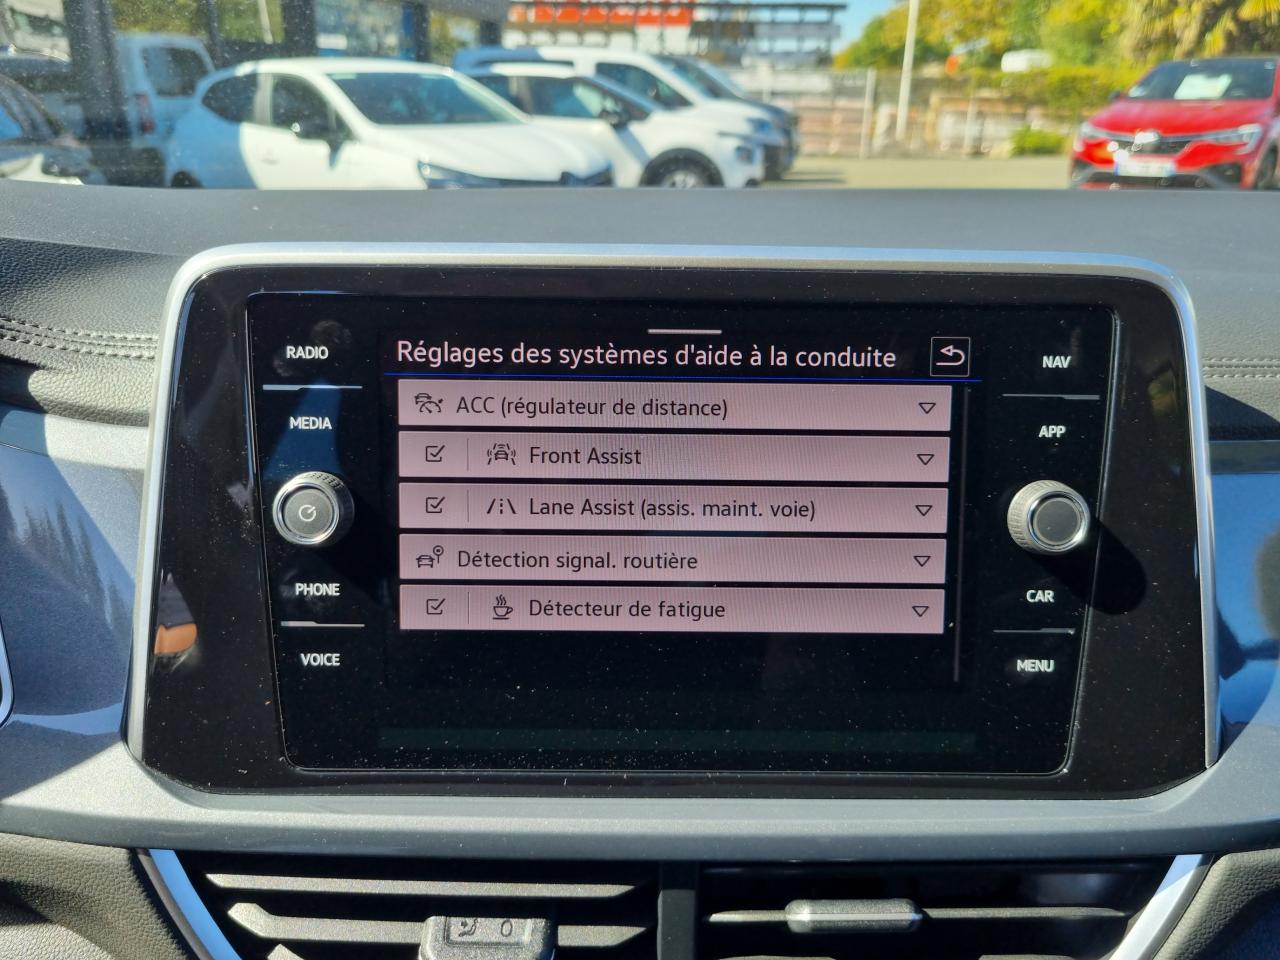 Réglages des systèmes d'aide à la conduite
RADIO
MEDIA
PHONE
VOICE
ACC (régulateur de distance)
Front Assist
Lane Assist (assis. maint. voie)
Détection signal. routière
Détecteur de fatigue
NAV
APP
CAR
MENU
0